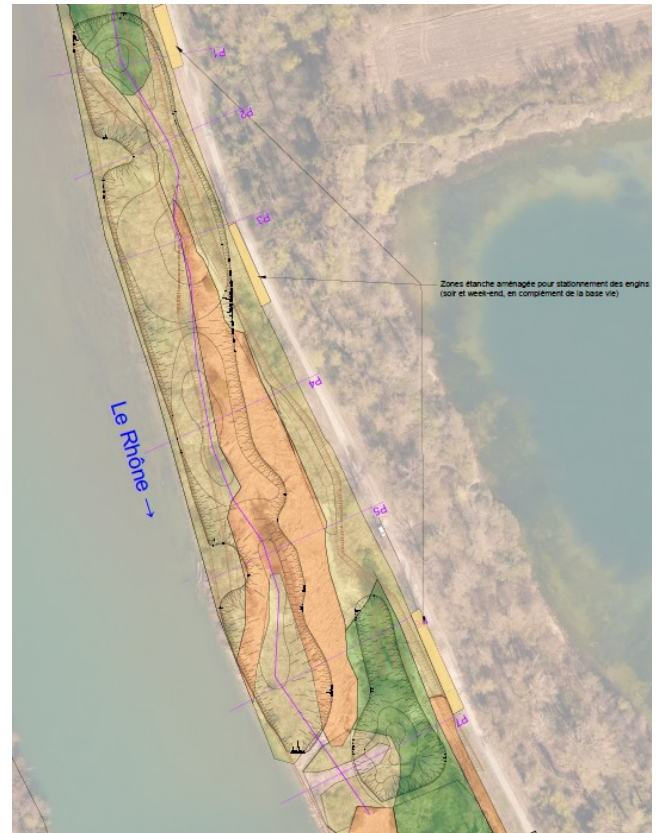 P1
P2
P3
Zones étanche aménagée pour stationnement des engins
(soir et week-end, en complément de la base vie)
P4
Le Rhône →
P5
P7